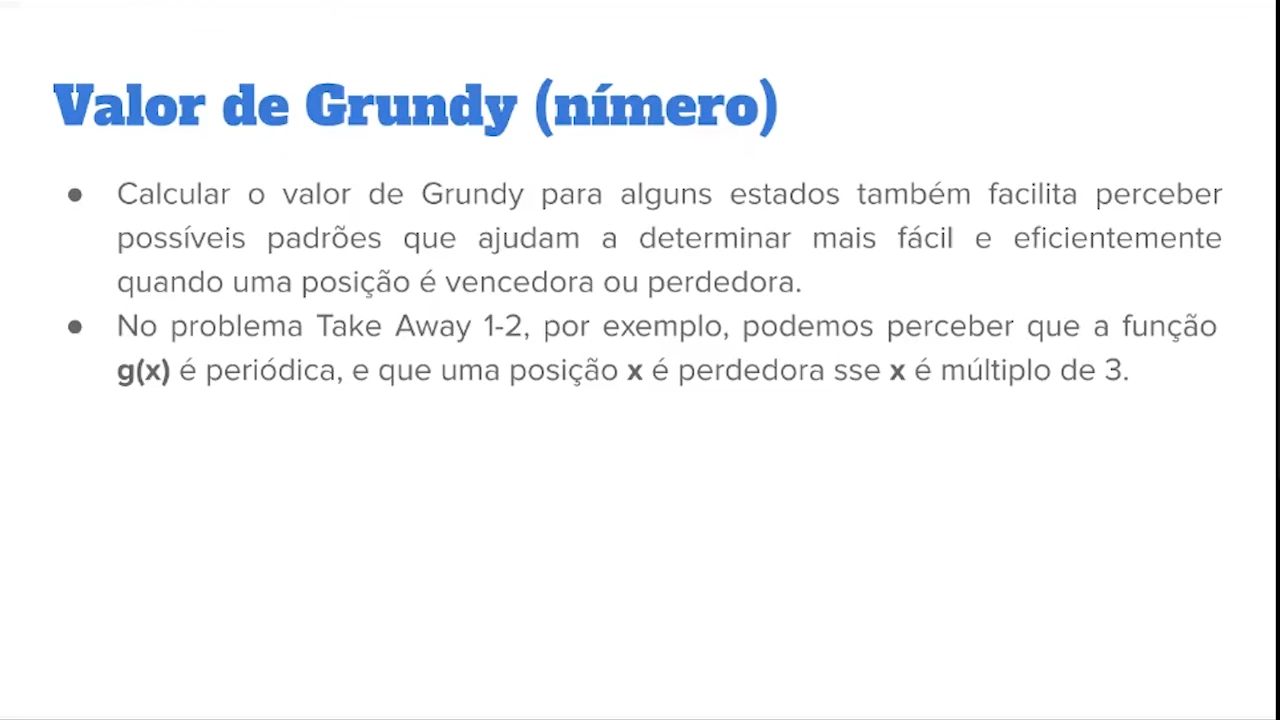 Valor de Grundy (nímero)
● Calcular o valor de Grundy para alguns estados também facilita perceber
possíveis padrões que ajudam a determinar mais fácil e eficientemente
quando uma posição é vencedora ou perdedora.
● No problema Take Away 1-2, por exemplo, podemos perceber que a função
g(x) é periódica, e que uma posição x é perdedora sse x é múltiplo de 3.